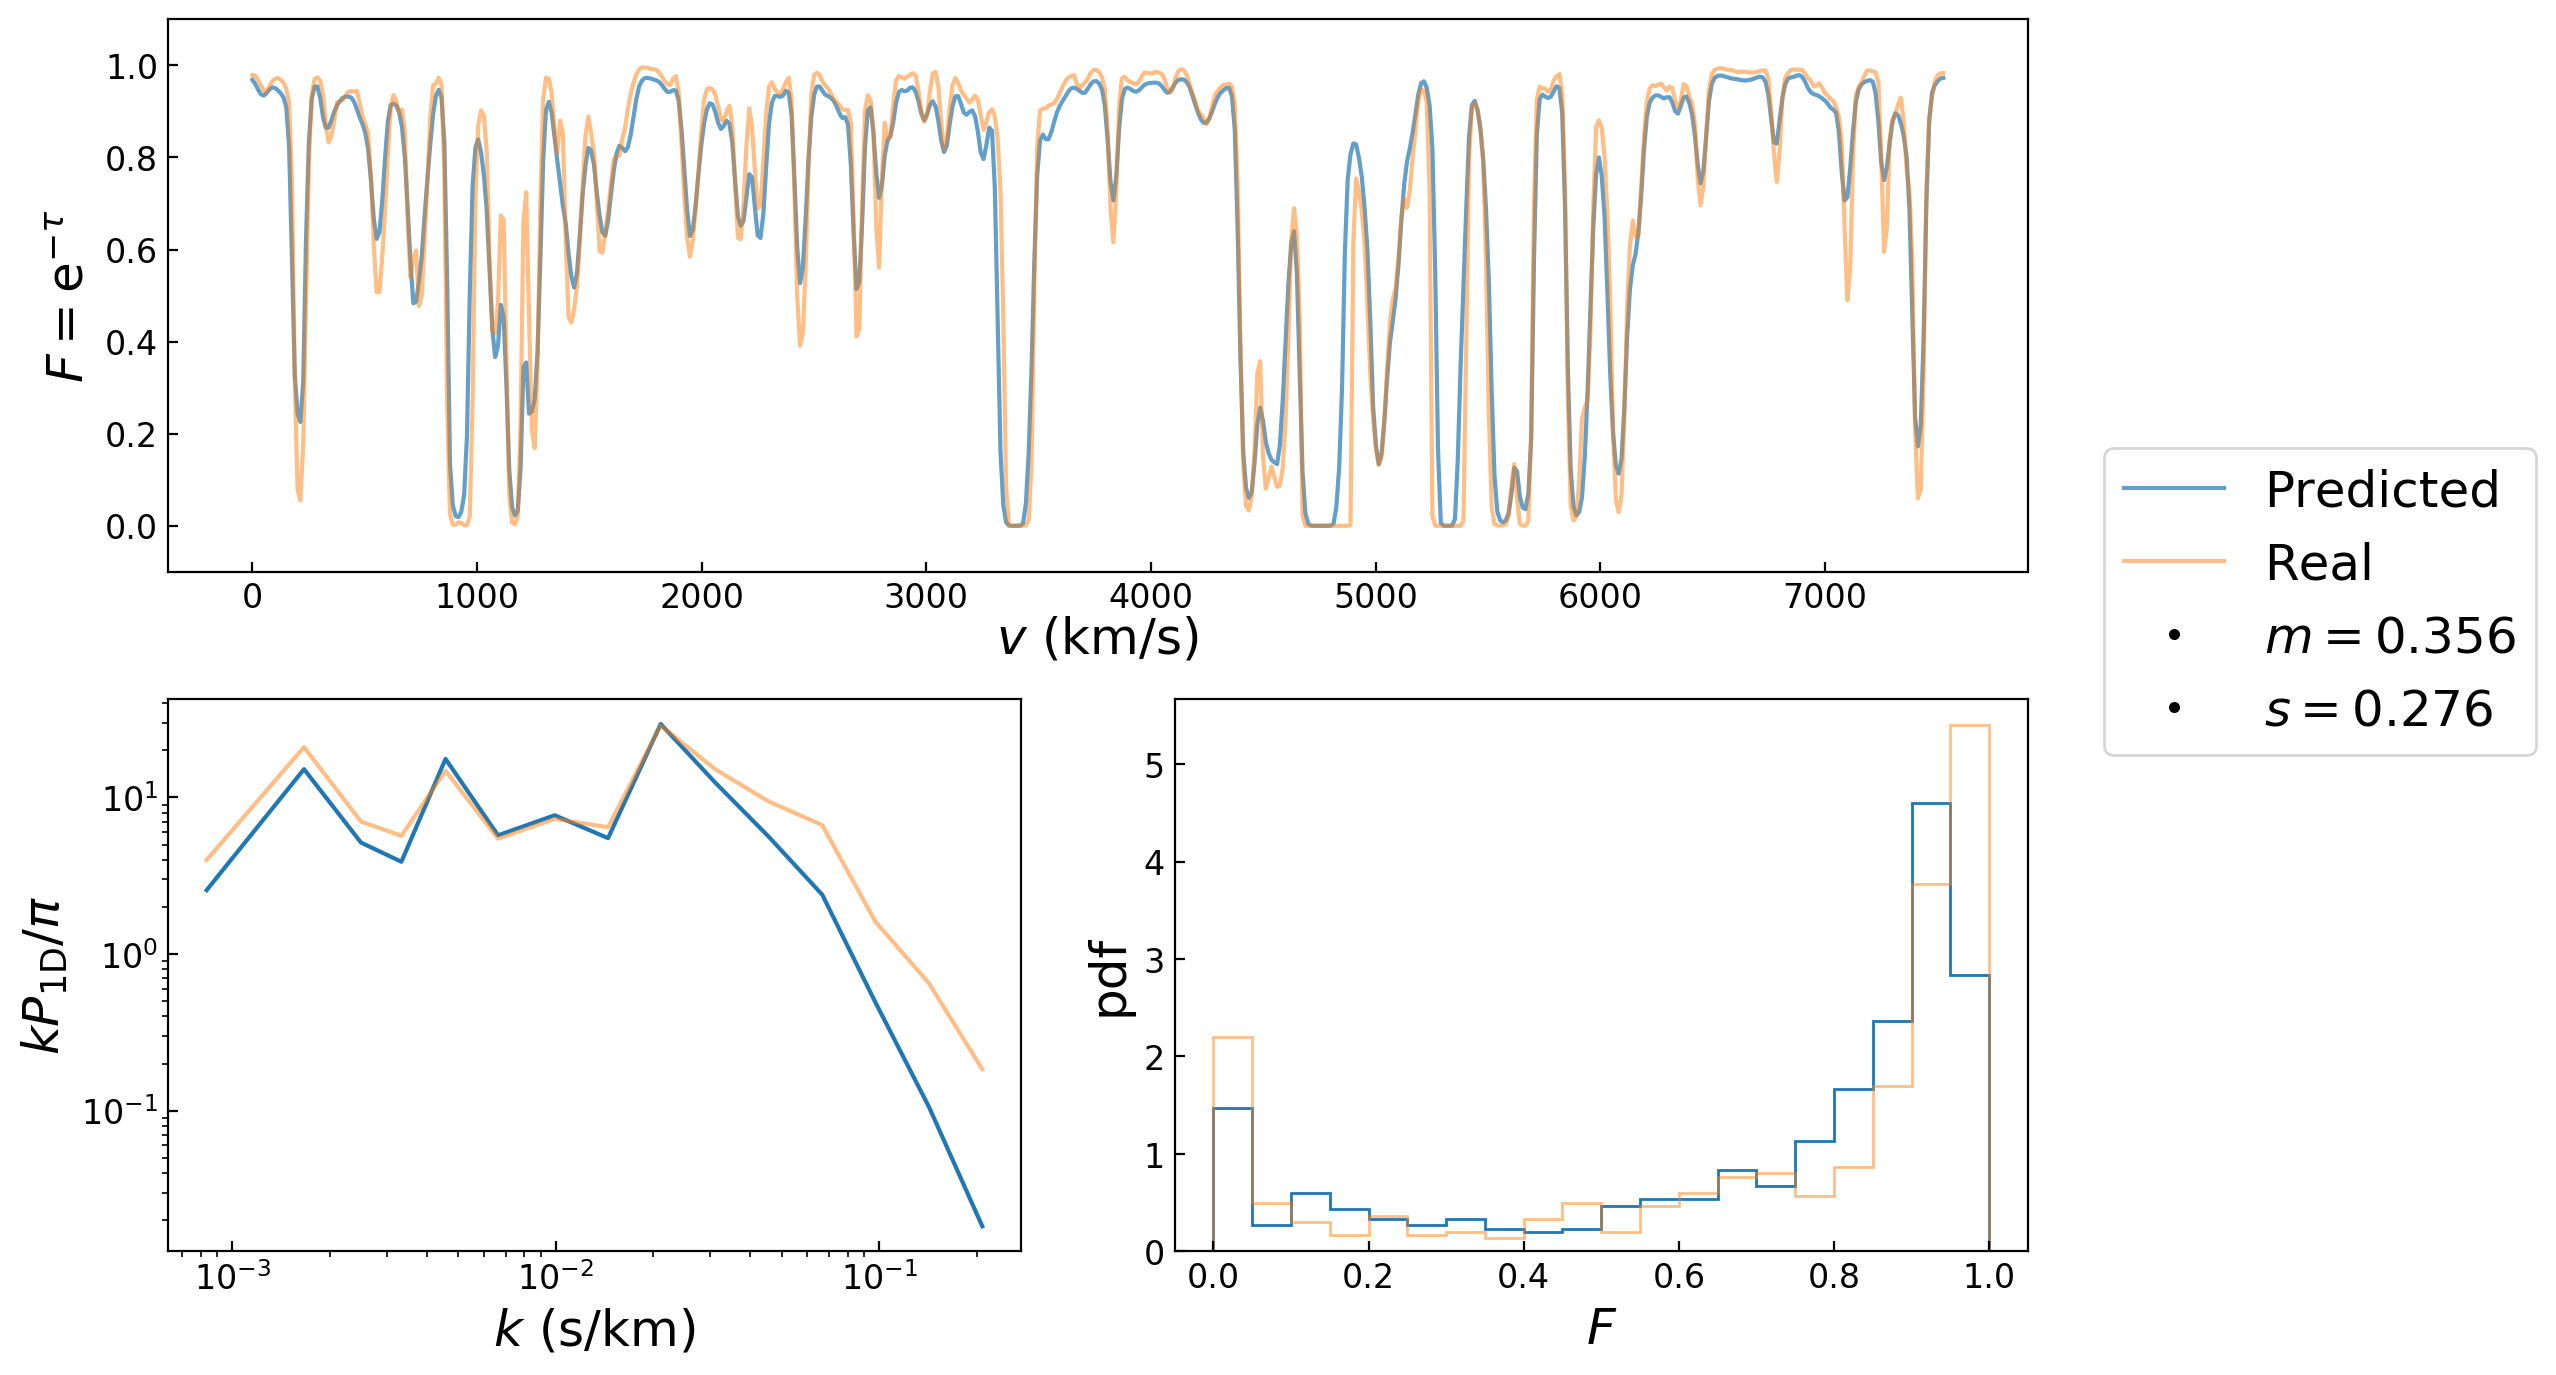 F = e^{−τ}
1.0
0.8
0.6
0.4
0.2
0.0
0 1000 2000 3000 4000 5000 6000 7000
v (km/s)
Predicted
Real
m = 0.356
s = 0.276
kP_{1D}/π
10^1
10^0
10^{−1}
10^{−3} 10^{−2} 10^{−1}
k (s/km)
pdf
5
4
3
2
1
0
0.0 0.2 0.4 0.6 0.8 1.0
F